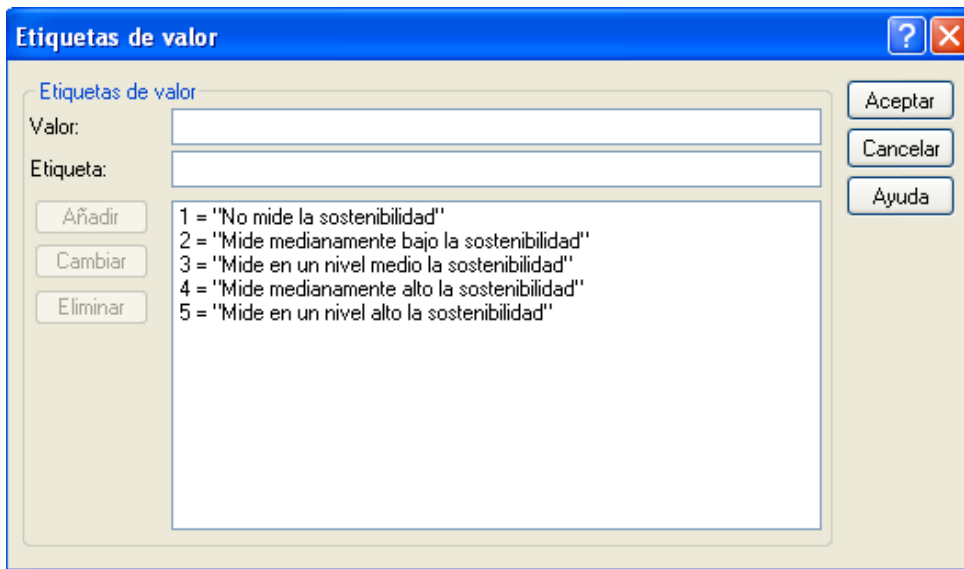 Etiquetas de valor
Etiquetas de valor
Valor:
Etiqueta:
Añadir
Cambiar
Eliminar
1 = "No mide la sostenibilidad"
2 = "Mide medianamente bajo la sostenibilidad"
3 = "Mide en un nivel medio la sostenibilidad"
4 = "Mide medianamente alto la sostenibilidad"
5 = "Mide en un nivel alto la sostenibilidad"
Aceptar
Cancelar
Ayuda